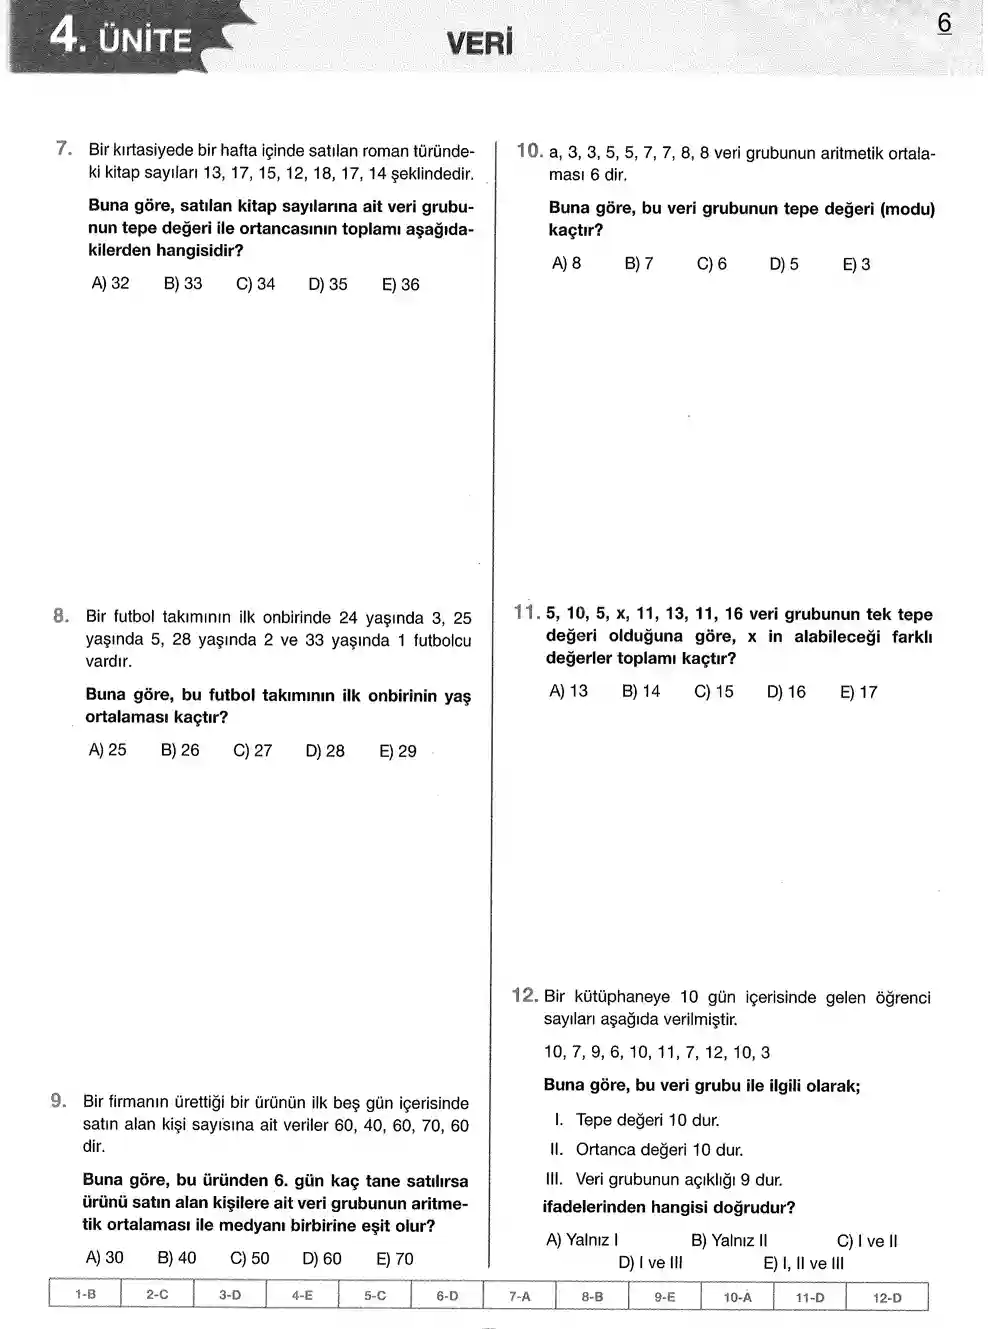 4. ÜNİTE
VERİ
6
7. Bir kırtasiyede bir hafta içinde satılan roman türünde-
ki kitap sayıları 13, 17, 15, 12, 18, 17, 14 şeklindedir.
Buna göre, satılan kitap sayılarına ait veri grubu-
nun tepe değeri ile ortancasının toplamı aşağıda-
kilerden hangisidir?
A) 32 B) 33 C) 34 D) 35 E) 36
8. Bir futbol takımının ilk onbirinde 24 yaşında 3, 25
yaşında 5, 28 yaşında 2 ve 33 yaşında 1 futbolcu
vardır.
Buna göre, bu futbol takımının ilk onbirinin yaş
ortalaması kaçtır?
A) 25 B) 26 C) 27 D) 28 E) 29
9. Bir firmanın ürettiği bir ürünün ilk beş gün içerisinde
satın alan kişi sayısına ait veriler 60, 40, 60, 70, 60
dir.
Buna göre, bu üründen 6. gün kaç tane satılırsa
ürünü satın alan kişilere ait veri grubunun aritme-
tik ortalaması ile medyanı birbirine eşit olur?
A) 30 B) 40 C) 50 D) 60 E) 70
10. a, 3, 3, 5, 5, 7, 7, 8, 8 veri grubunun aritmetik ortala-
ması 6 dir.
Buna göre, bu veri grubunun tepe değeri (modu)
kaçtır?
A) 8 B) 7 C) 6 D) 5 E) 3
11. 5, 10, 5, x, 11, 13, 11, 16 veri grubunun tek tepe
değeri olduğuna göre, x in alabileceği farklı
değerler toplamı kaçtır?
A) 13 B) 14 C) 15 D) 16 E) 17
12. Bir kütüphaneye 10 gün içerisinde gelen öğrenci
sayıları aşağıda verilmiştir.
10, 7, 9, 6, 10, 11, 7, 12, 10, 3
Buna göre, bu veri grubu ile ilgili olarak;
I. Tepe değeri 10 dur.
II. Ortanca değeri 10 dur.
III. Veri grubunun açıklığı 9 dur.
ifadelerinden hangisi doğrudur?
A) Yalnız I B) Yalnız II C) I ve II
D) I ve III E) I, II ve III
1-B 2-C 3-D 4-E 5-C 6-D 7-A 8-B 9-E 10-A 11-D 12-D